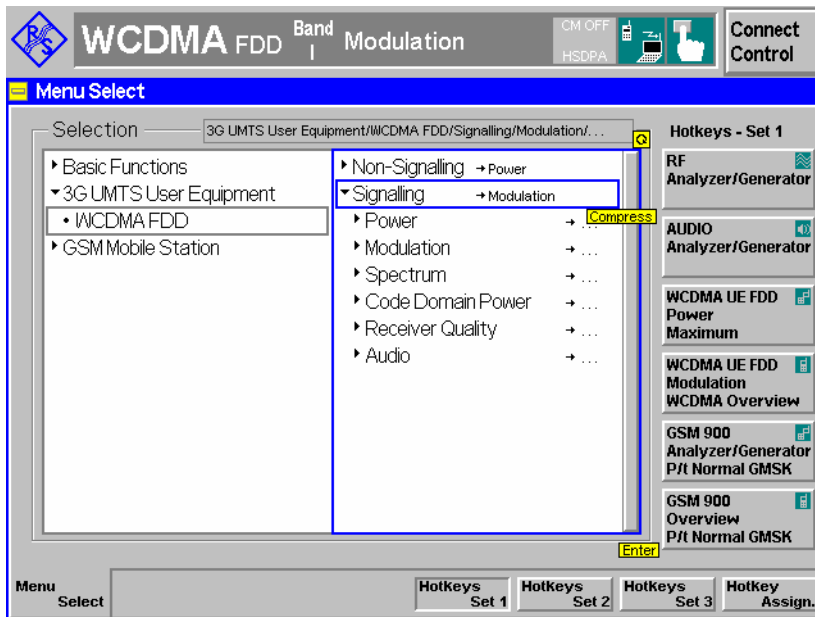 R&S
WCDMA FDD Band I Modulation
CM OFF
HSDPA
Connect
Control
Menu Select
Selection
3G UMTS User Equipment/WCDMA FDD/Signalling/Modulation/. . .
Basic Functions
3G UMTS User Equipment
WCDMA FDD
GSM Mobile Station
Non-Signalling → Power
Signalling → Modulation
Compress
Power → . . .
Modulation → . . .
Spectrum → . . .
Code Domain Power → . . .
Receiver Quality → . . .
Audio → . . .
Enter
Hotkeys - Set 1
RF
Analyzer/Generator
AUDIO
Analyzer/Generator
WCDMA UE FDD
Power
Maximum
WCDMA UE FDD
Modulation
WCDMA Overview
GSM 900
Analyzer/Generator
P/t Normal GMSK
GSM 900
Overview
P/t Normal GMSK
Menu
Select
Hotkeys
Set 1
Hotkeys
Set 2
Hotkeys
Set 3
Hotkey
Assign.